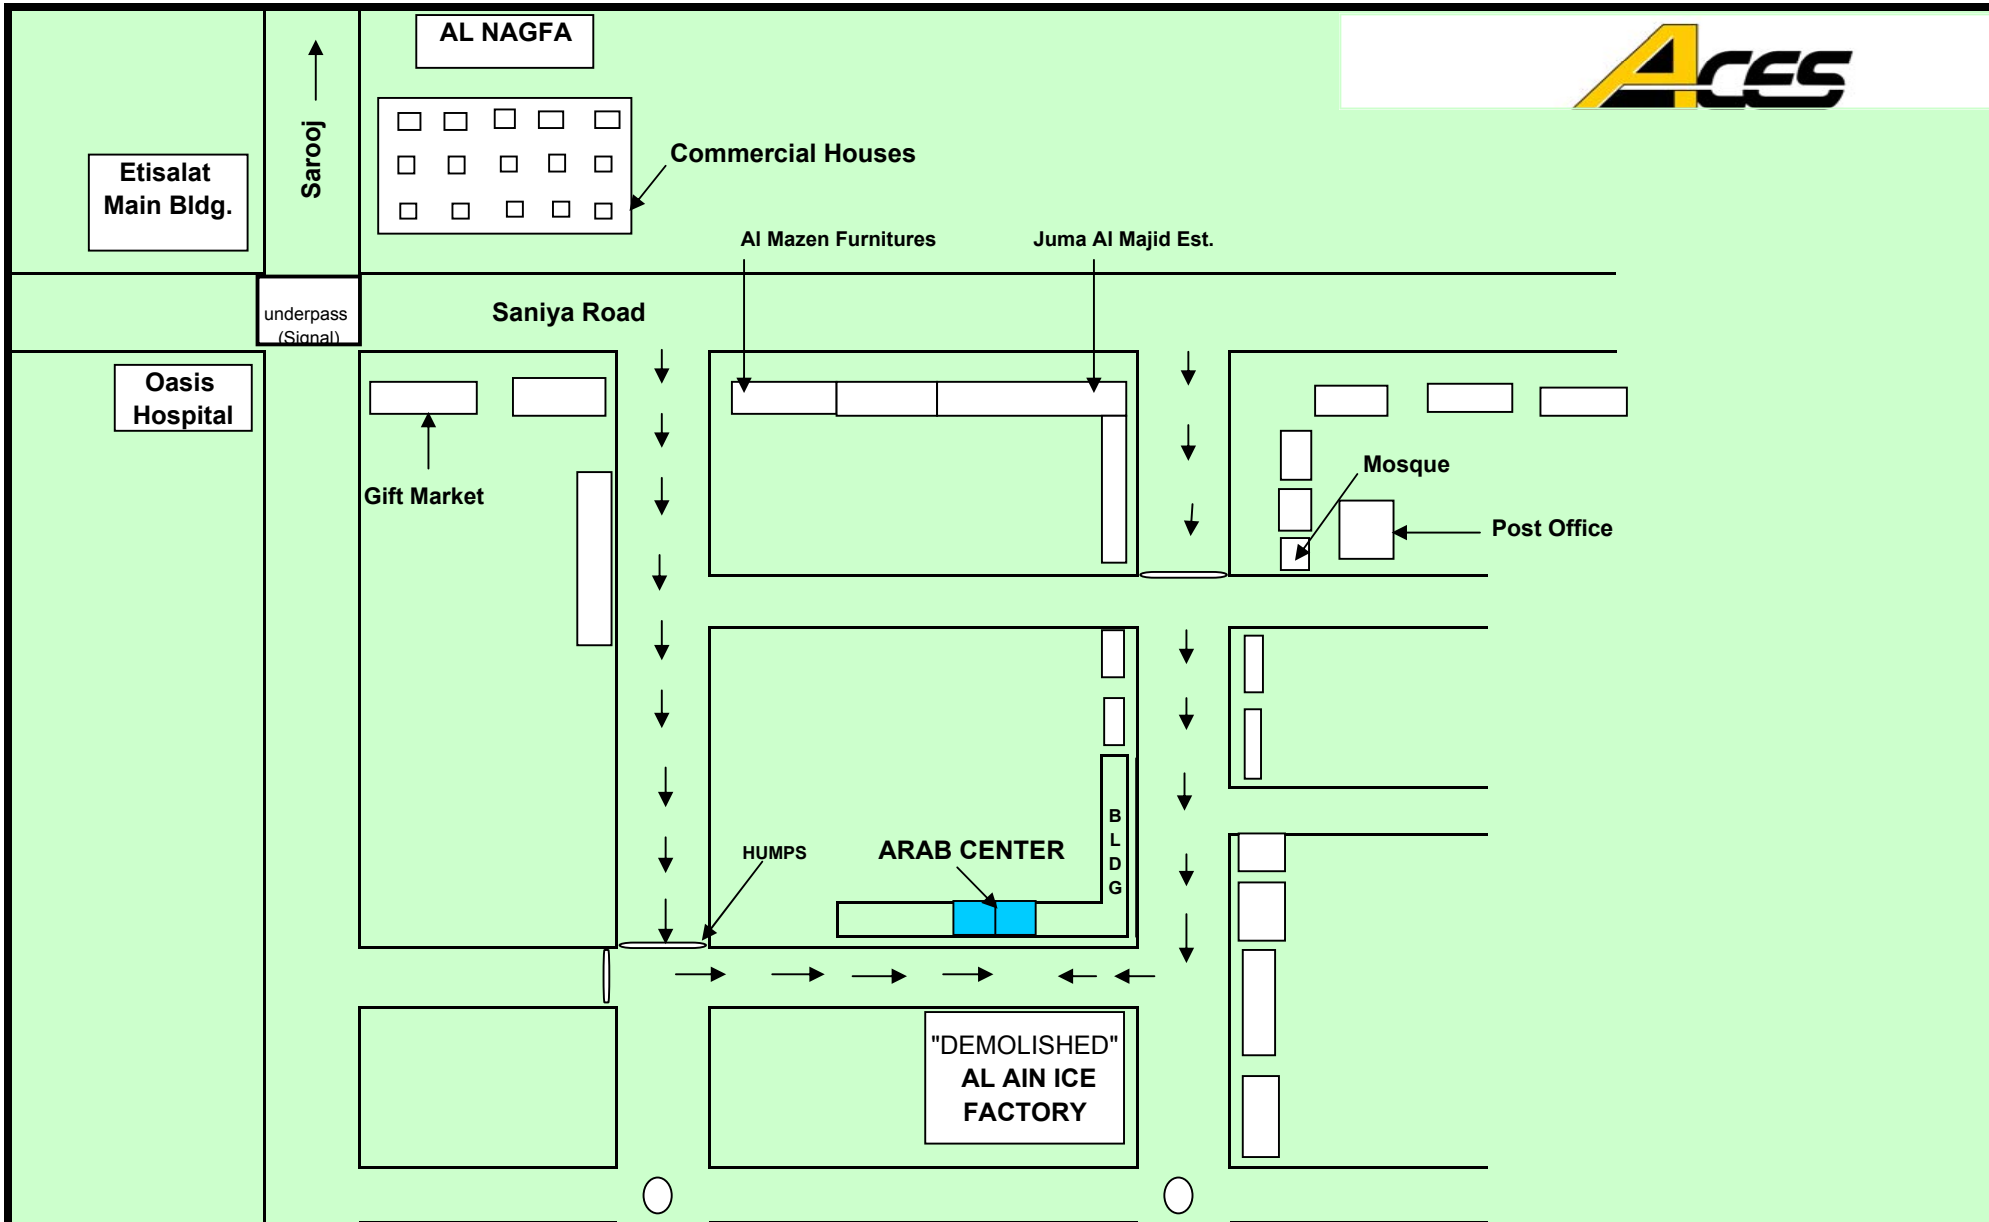 AL NAGFA
ACES
Sarooj
Etisalat
Main Bldg.
Commercial Houses
Al Mazen Furnitures
Juma Al Majid Est.
underpass
(Signal)
Saniya Road
Oasis
Hospital
Gift Market
Mosque
Post Office
HUMPS
ARAB CENTER
B
L
D
G
"DEMOLISHED"
AL AIN ICE
FACTORY